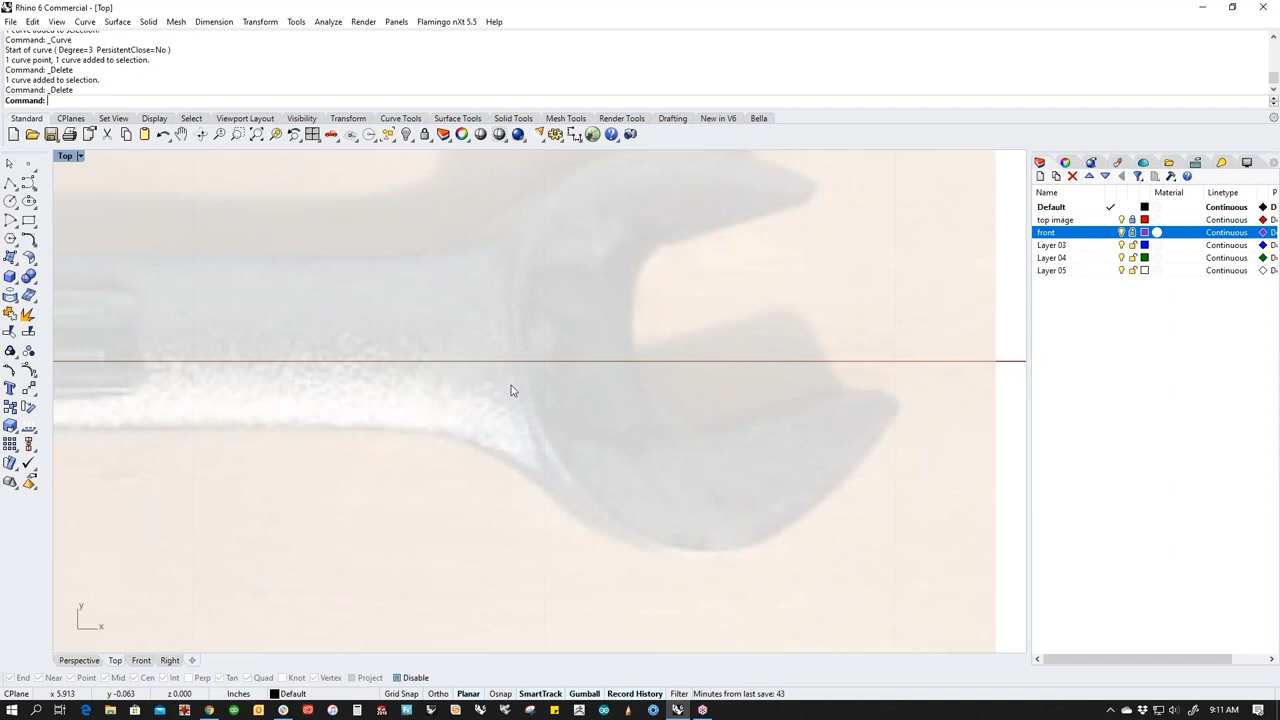 Rhino 6 Commercial - [Top]
File Edit View Curve Surface Solid Mesh Dimension Transform Tools Analyze Render Panels Flamingo nXt 5.5 Help
1 curve added to selection.
Command: _Curve
Start of curve ( Degree=3 PersistentClose=No )
1 curve point, 1 curve added to selection.
Command: _Delete
1 curve added to selection.
Command: _Delete
Command:
Standard CPlanes Set View Display Select Viewport Layout Visibility Transform Curve Tools Surface Tools Solid Tools Mesh Tools Render Tools Drafting New in V6 Bella
Top
Name Material Linetype P
Default Continuous D
top image Continuous D
front Continuous D
Layer 03 Continuous D
Layer 04 Continuous D
Layer 05 Continuous D
y
x
Perspective Top Front Right
End Near Point Mid Cen Int Perp Tan Quad Knot Vertex Project Disable
CPlane x 5.913 y -0.063 z 0.000 Inches Default Grid Snap Ortho Planar Osnap SmartTrack Gumball Record History Filter Minutes from last save: 43
9:11 AM